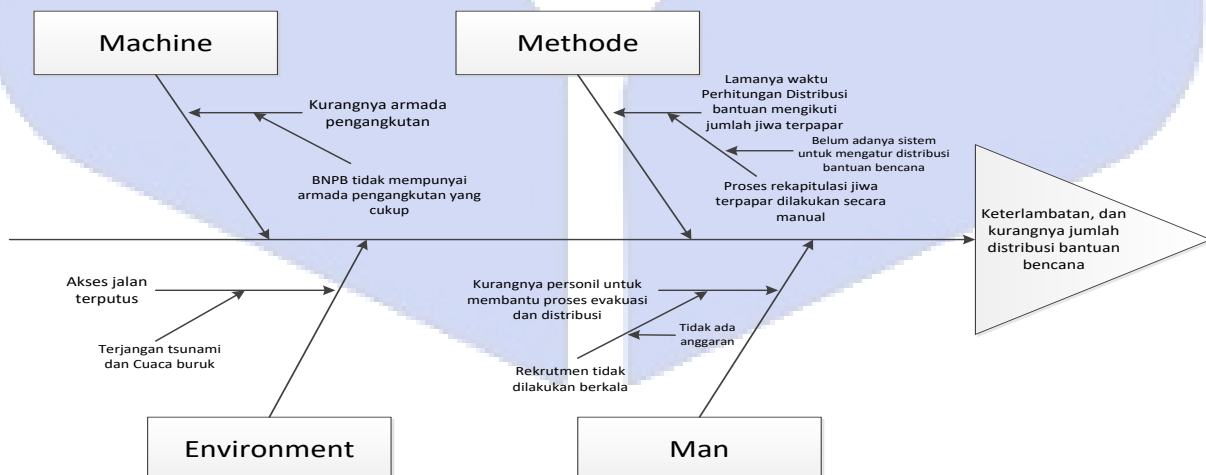 Machine
Methode
Kurangnya armada
pengangkutan
BNPB tidak mempunyai
armada pengangkutan yang
cukup
Lamanya waktu
Perhitungan Distribusi
bantuan mengikuti
jumlah jiwa terpapar
Belum adanya sistem
untuk mengatur distribusi
bantuan bencana
Proses rekapitulasi jiwa
terpapar dilakukan secara
manual
Keterlambatan, dan
kurangnya jumlah
distribusi bantuan
bencana
Akses jalan
terputus
Terjangan tsunami
dan Cuaca buruk
Kurangnya personil untuk
membantu proses evakuasi
dan distribusi
Tidak ada
anggaran
Rekrutmen tidak
dilakukan berkala
Environment
Man